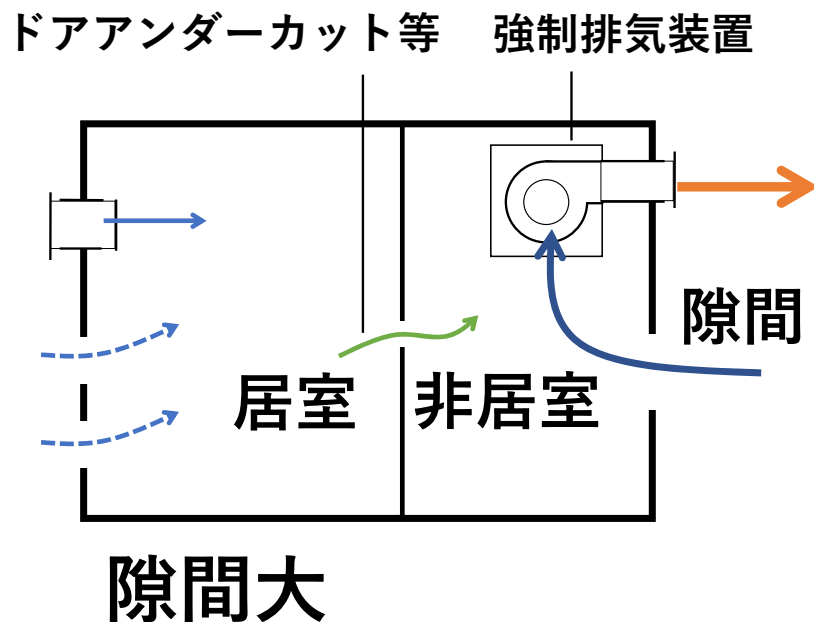 ドアアンダーカット等
強制排気装置
隙間
居室
非居室
隙間大